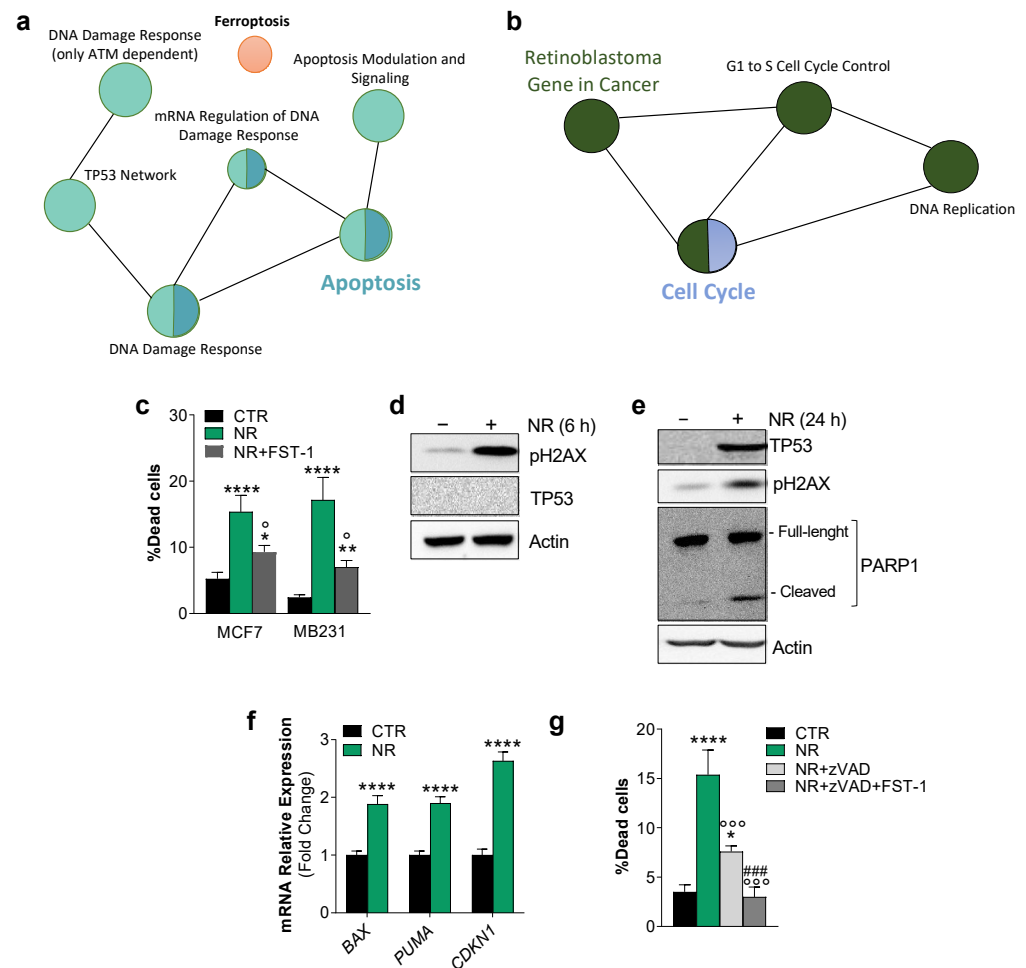 a
Ferroptosis
DNA Damage Response
(only ATM dependent)
Apoptosis Modulation and
Signaling
mRNA Regulation of DNA
Damage Response
TP53 Network
Apoptosis
DNA Damage Response
b
Retinoblastoma
Gene in Cancer
G1 to S Cell Cycle Control
DNA Replication
Cell Cycle
c
CTR
NR
NR+FST-1
%Dead cells
30
20
10
0
****
°
*
****
°
**
MCF7
MB231
d
– + NR (6 h)
pH2AX
TP53
Actin
e
– + NR (24 h)
TP53
pH2AX
- Full-lenght
- Cleaved
PARP1
Actin
f
CTR
NR
mRNA Relative Expression
(Fold Change)
3
2
1
0
****
****
****
BAX
PUMA
CDKN1
g
CTR
NR
NR+zVAD
NR+zVAD+FST-1
%Dead cells
20
15
10
5
0
****
°°°
*
###
°°°